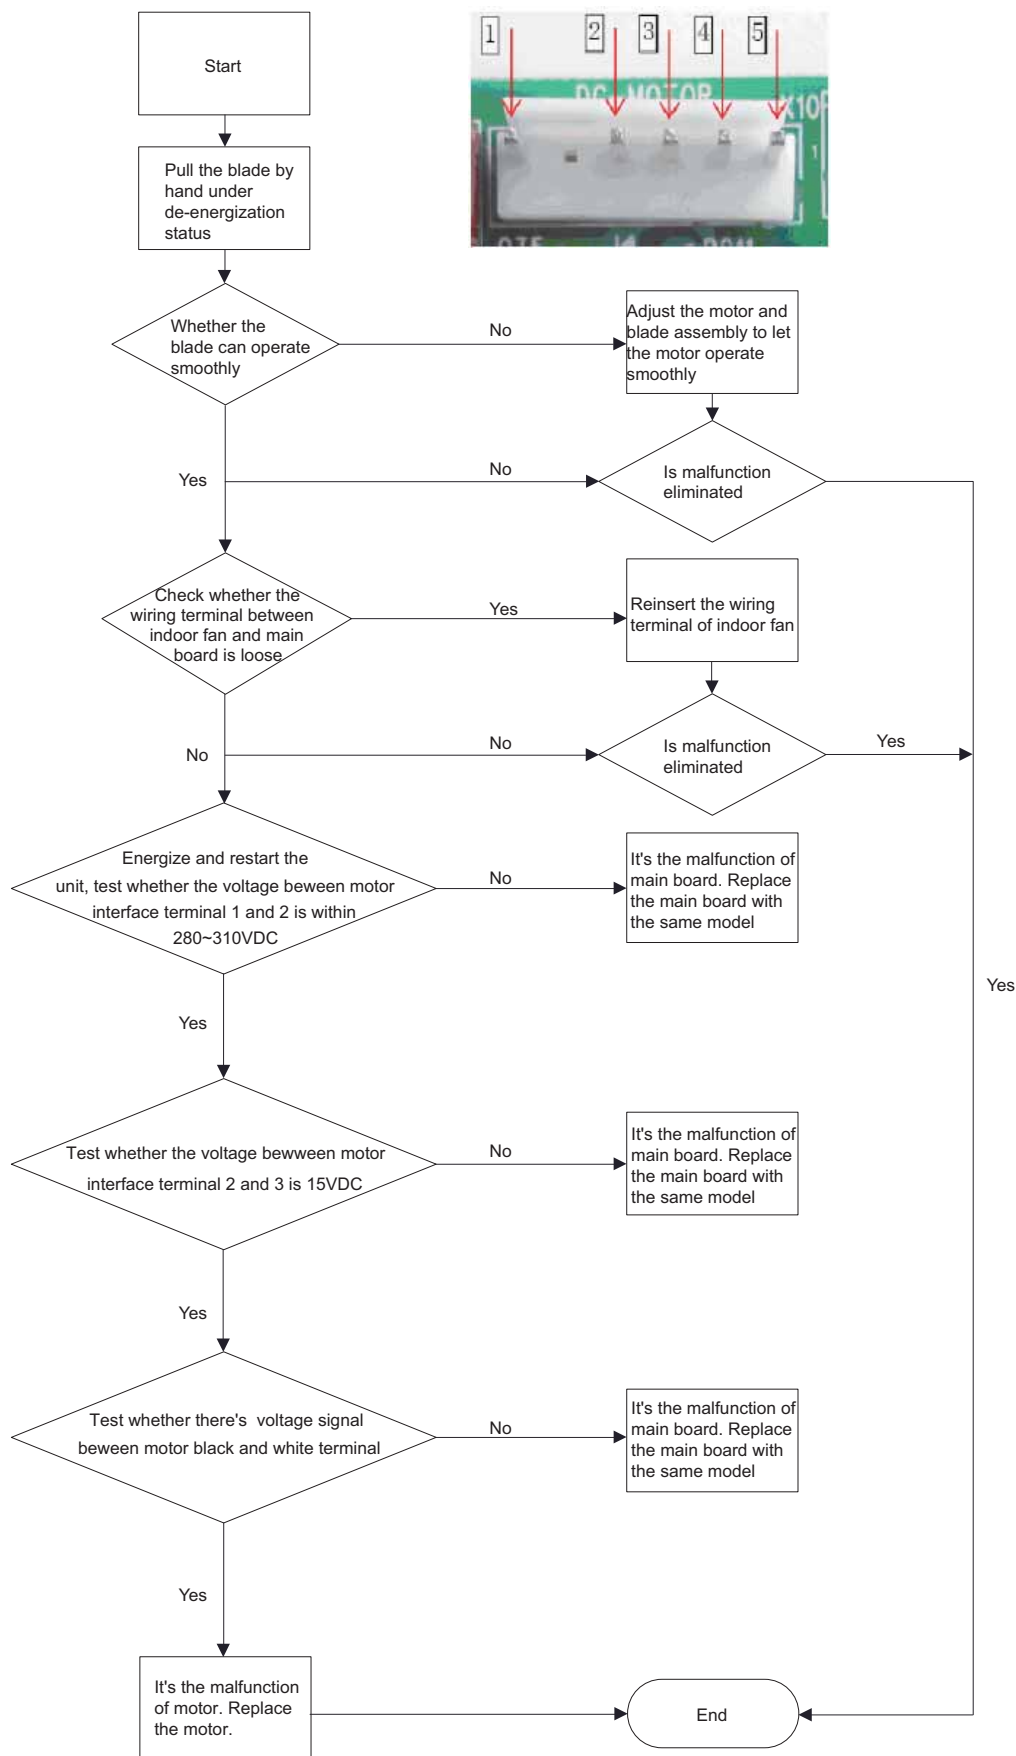 Start
1
2
3
4
5
DC MOTOR
1
Pull the blade by
hand under
de-energization
status
Whether the
blade can operate
smoothly
No
Adjust the motor and
blade assembly to let
the motor operate
smoothly
Yes
No
Is malfunction
eliminated
Check whether the
wiring terminal between
indoor fan and main
board is loose
Yes
Reinsert the wiring
terminal of indoor fan
No
No
Is malfunction
eliminated
Yes
Energize and restart the
unit, test whether the voltage beween motor
interface terminal 1 and 2 is within
280~310VDC
No
It's the malfunction of
main board. Replace
the main board with
the same model
Yes
Yes
Test whether the voltage bewween motor
interface terminal 2 and 3 is 15VDC
No
It's the malfunction of
main board. Replace
the main board with
the same model
Yes
Test whether there's voltage signal
beween motor black and white terminal
No
It's the malfunction of
main board. Replace
the main board with
the same model
Yes
It's the malfunction
of motor. Replace
the motor.
End